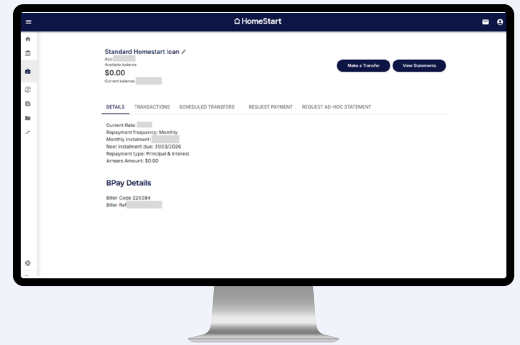 HomeStart
Standard Homestart loan
Acc
Available balance
$0.00
Current balance
Make a Transfer
View Statements
DETAILS TRANSACTIONS SCHEDULED TRANSFERS REQUEST PAYMENT REQUEST AD-HOC STATEMENT
Current Rate:
Repayment frequency: Monthly
Monthly Instalment:
Next instalment due: 31/03/2026
Repayment type: Principal & Interest
Arrears Amount: $0.00
BPay Details
Biller Code 220384
Biller Ref